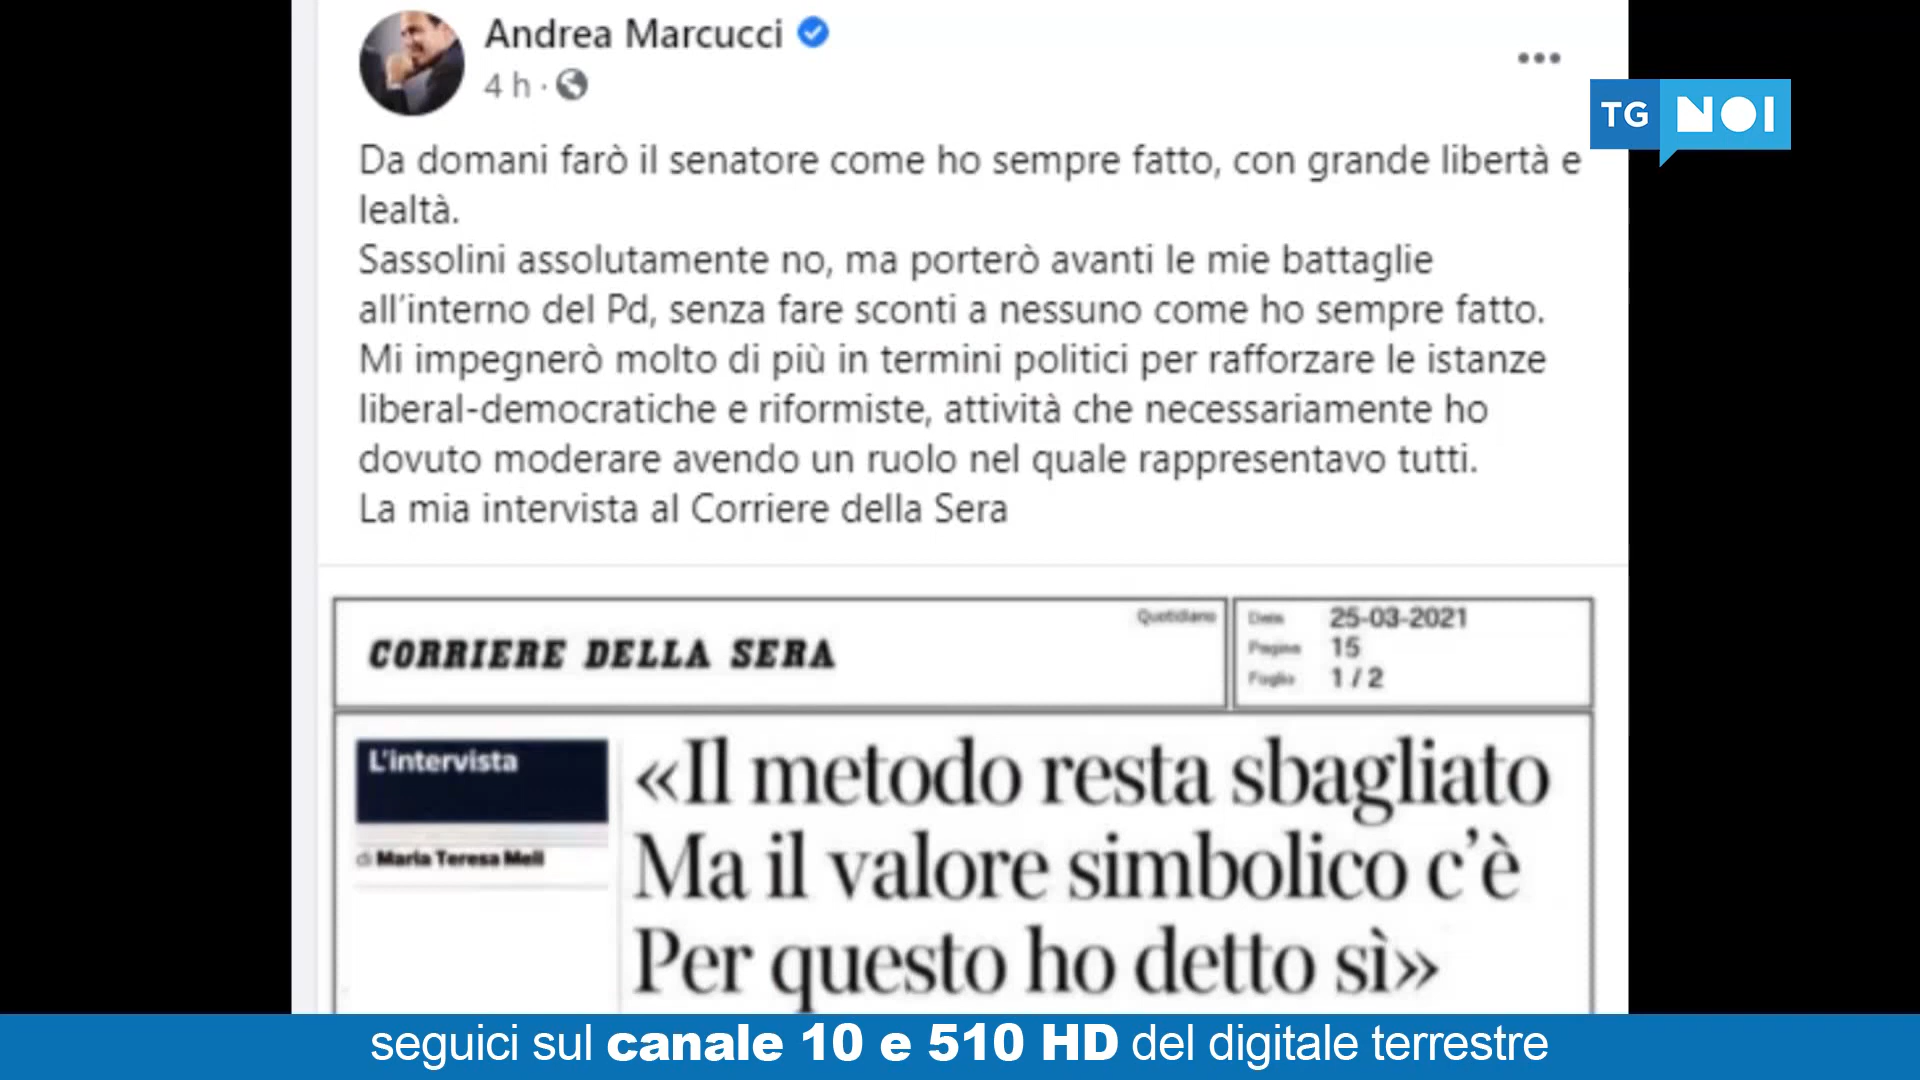 Andrea Marcucci
4 h ·
TG NOI
Da domani farò il senatore come ho sempre fatto, con grande libertà e
lealtà.
Sassolini assolutamente no, ma porterò avanti le mie battaglie
all'interno del Pd, senza fare sconti a nessuno come ho sempre fatto.
Mi impegnerò molto di più in termini politici per rafforzare le istanze
liberal-democratiche e riformiste, attività che necessariamente ho
dovuto moderare avendo un ruolo nel quale rappresentavo tutti.
La mia intervista al Corriere della Sera
CORRIERE DELLA SERA
Quotidiano
Data 25-03-2021
Pagina 15
Foglio 1 / 2
L'intervista
di Maria Teresa Meli
«Il metodo resta sbagliato
Ma il valore simbolico c'è
Per questo ho detto sì»
seguici sul canale 10 e 510 HD del digitale terrestre